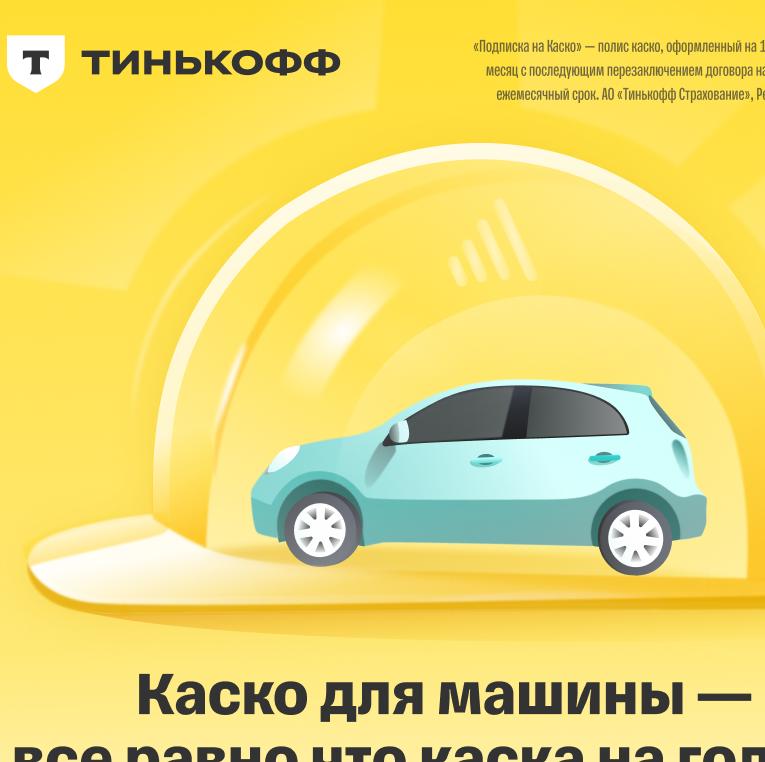 Т ТИНЬКОФФ
«Подписка на Каско» — полис каско, оформленный на 1
месяц с последующим перезаключением договора на
ежемесячный срок. АО «Тинькофф Страхование»,
Каско для машины —
все равно что каска на